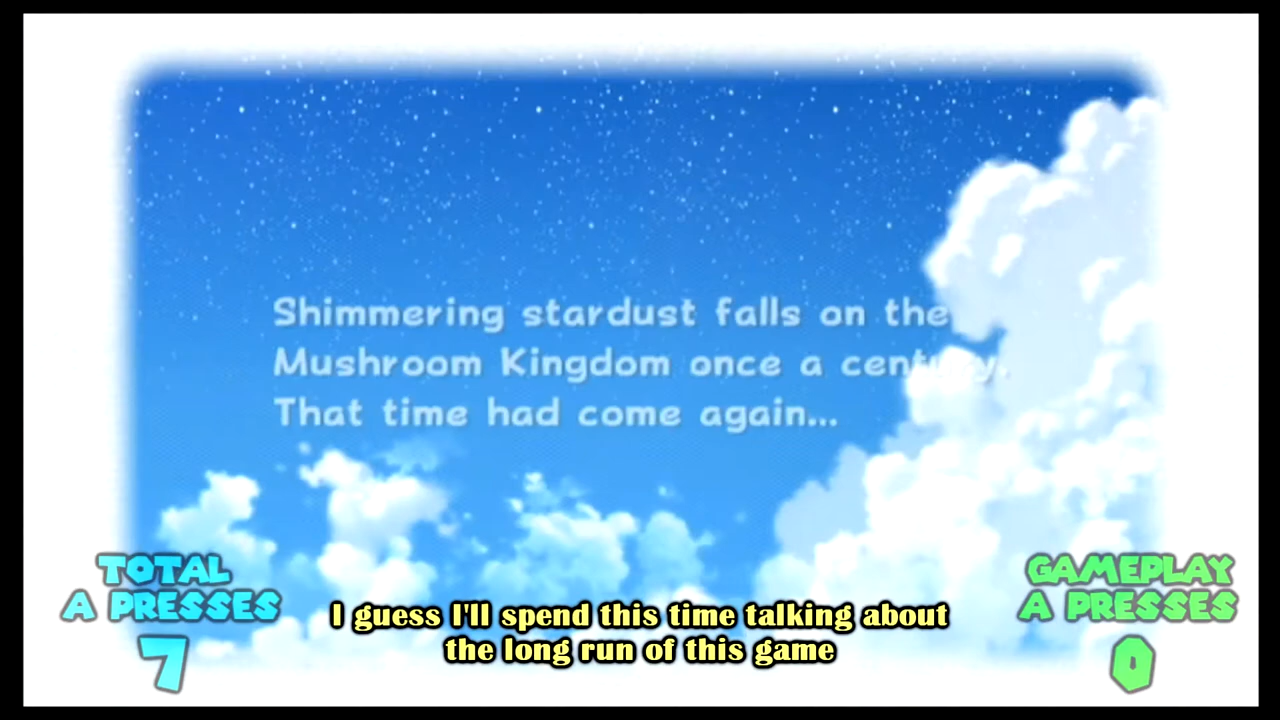 Shimmering stardust falls on the
Mushroom Kingdom once a century.
That time had come again...
TOTAL
A PRESSES
7
I guess I'll spend this time talking about
the long run of this game
GAMEPLAY
A PRESSES
0